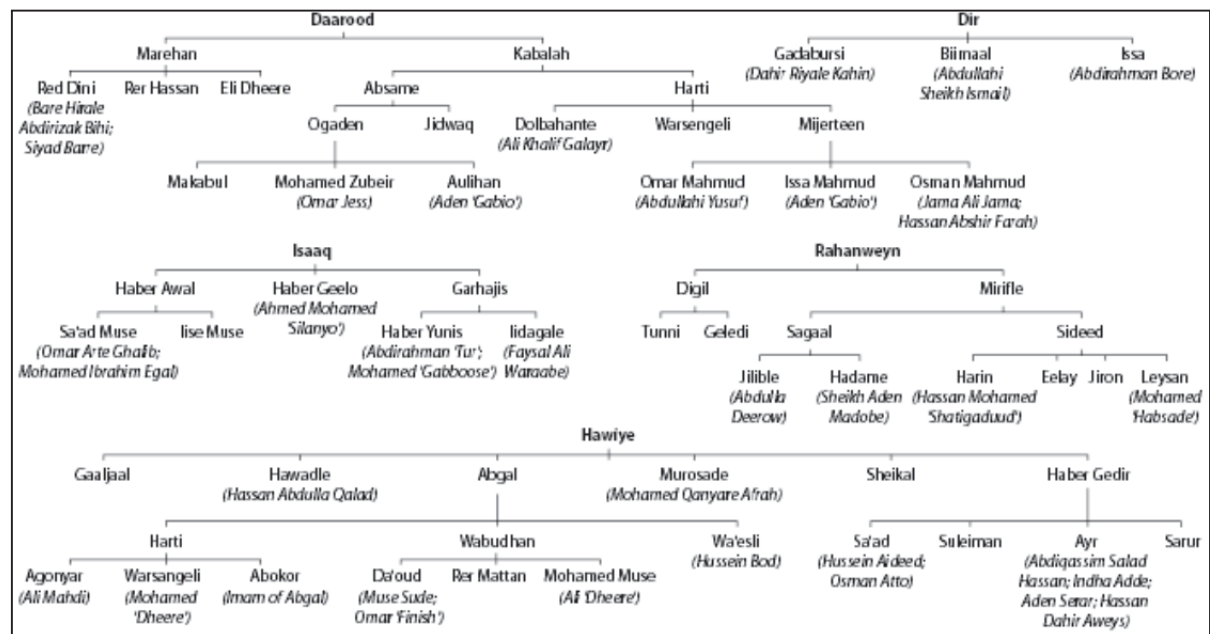 Daarood
Dir
Marehan
Kabalah
Gadabursi
(Dahir Riyale Kahin)
Biimaal
(Abdullahi
Sheikh Ismail)
Issa
(Abdirahman Bore)
Red Dini
(Bare Hirale
Abdirizak Bihi;
Siyad Barre)
Rer Hassan
Eli Dheere
Absame
Harti
Ogaden
Jidwaq
Dolbahante
(Ali Khalif Galayr)
Warsengeli
Mijerteen
Makabul
Mohamed Zubeir
(Omar Jess)
Aulihan
(Aden 'Gabio')
Omar Mahmud
(Abdullahi Yusuf)
Issa Mahmud
(Aden 'Gabio')
Osman Mahmud
(Jama Ali Jama;
Hassan Abshir Farah)
Isaaq
Rahanweyn
Haber Awal
Haber Geelo
(Ahmed Mohamed
'Silanyo')
Garhajis
Digil
Mirifle
Sa'ad Muse
(Omar Arte Ghalib;
Mohamed Ibrahim Egal)
Iise Muse
Haber Yunis
(Abdirahman 'Tur';
Mohamed 'Gabboose')
Iidagale
(Faysal Ali
Waraabe)
Tunni
Geledi
Sagaal
Sideed
Jilible
(Abdulla
Deerow)
Hadame
(Sheikh Aden
Madobe)
Harin
(Hassan Mohamed
'Shatigaduud')
Eelay
Jiron
Leysan
(Mohamed
'Habsade')
Hawiye
Gaaljaal
Hawadle
(Hassan Abdulla Qalad)
Abgal
Murosade
(Mohamed Qanyare Afrah)
Sheikal
Haber Gedir
Harti
Wabudhan
Wa'esli
(Hussein Bod)
Sa'ad
(Hussein Aideed;
Osman Atto)
Suleiman
Ayr
(Abdiqassim Salad
Hassan; Indha Adde;
Aden Serar; Hassan
Dahir Aweys)
Sarur
Agonyar
(Ali Mahdi)
Warsangeli
(Mohamed
'Dheere')
Abokor
(Imam of Abgal)
Da'oud
(Muse Sude;
Omar 'Finish')
Rer Mattan
Mohamed Muse
(Ali 'Dheere')